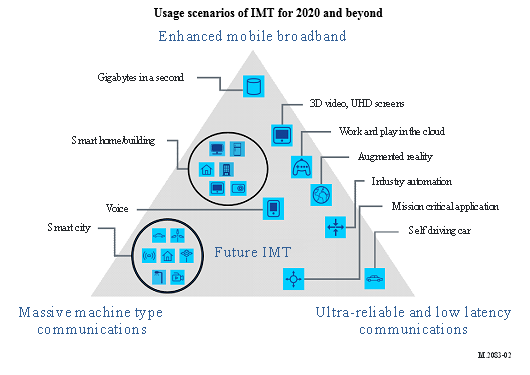 Usage scenarios of IMT for 2020 and beyond
Enhanced mobile broadband
Gigabytes in a second
3D video, UHD screens
Smart home/building
Work and play in the cloud
Augmented reality
Industry automation
Voice
Mission critical application
Smart city
Self driving car
Future IMT
Massive machine type
communications
Ultra-reliable and low latency
communications
M.2083-02